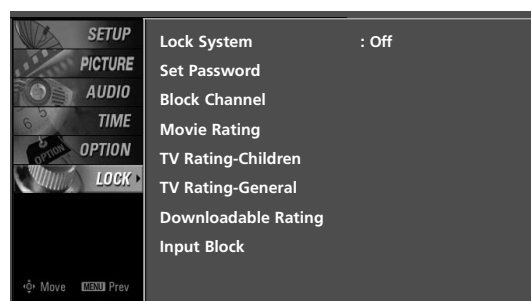 SETUP
PICTURE
AUDIO
TIME
OPTION
LOCK
Move MENU Prev
Lock System : Off
Set Password
Block Channel
Movie Rating
TV Rating-Children
TV Rating-General
Downloadable Rating
Input Block